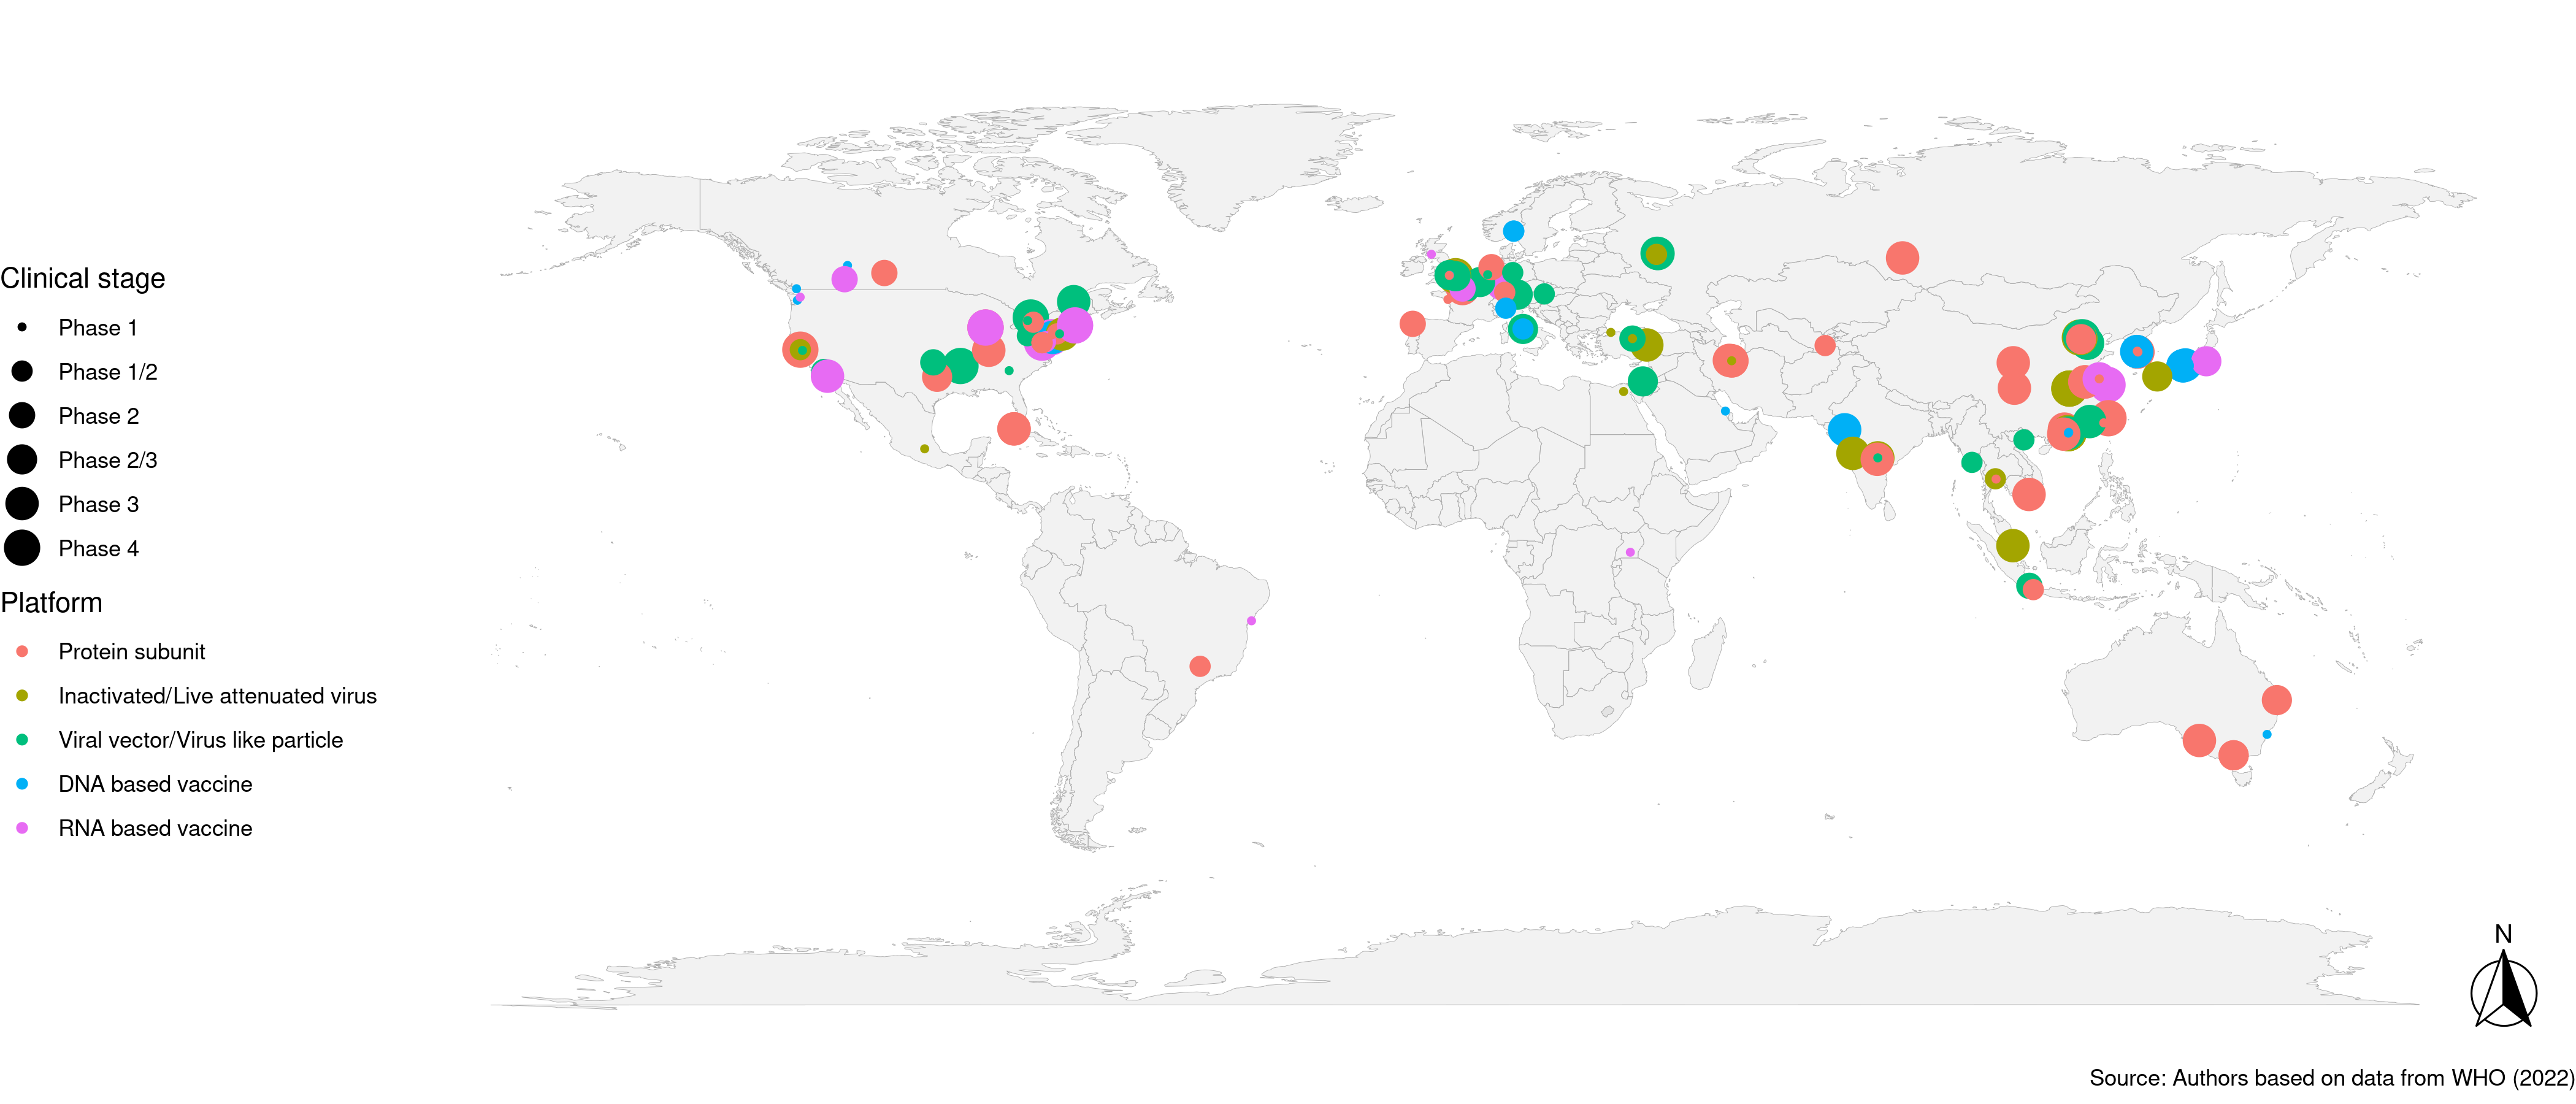 Clinical stage
Phase 1
Phase 1/2
Phase 2
Phase 2/3
Phase 3
Phase 4
Platform
Protein subunit
Inactivated/Live attenuated virus
Viral vector/Virus like particle
DNA based vaccine
RNA based vaccine
N
Source: Authors based on data from WHO (2022)